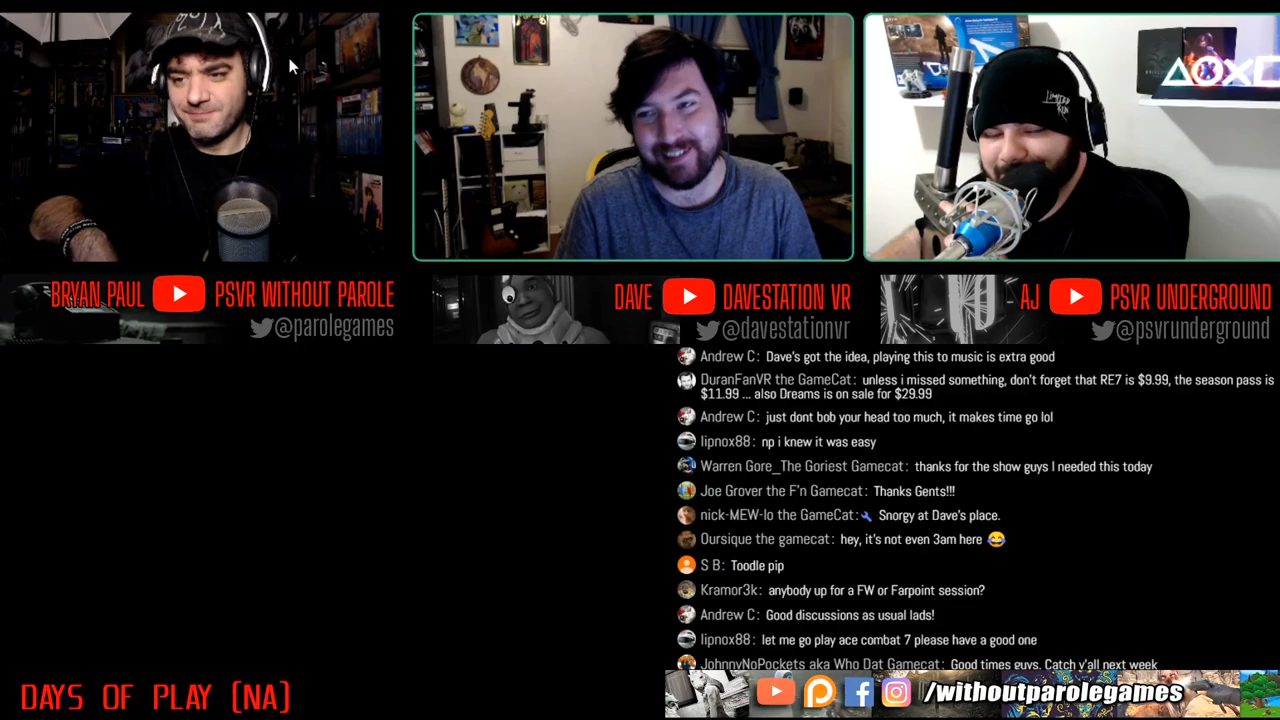 LIMITED
RUN
BRYAN PAUL PSVR WITHOUT PAROLE
@parolegames
DAVE DAVESTATION VR
@davestationvr
AJ PSVR UNDERGROUND
@psvrunderground
Andrew C: Dave's got the idea, playing this to music is extra good
DuranFanVR the GameCat: unless i missed something, don't forget that RE7 is $9.99, the season pass is
$11.99 ... also Dreams is on sale for $29.99
Andrew C: just dont bob your head too much, it makes time go lol
lipnox88: np i knew it was easy
Warren Gore_The Goriest Gamecat: thanks for the show guys I needed this today
Joe Grover the F'n Gamecat: Thanks Gents!!!
nick-MEW-lo the GameCat: Snorgy at Dave's place.
Oursique the gamecat: hey, it's not even 3am here 😂
S B: Toodle pip
Kramor3k: anybody up for a FW or Farpoint session?
Andrew C: Good discussions as usual lads!
lipnox88: let me go play ace combat 7 please have a good one
JohnnyNoPockets aka Who Dat Gamecat: Good times guys. Catch y'all next week
DAYS OF PLAY (NA)
/withoutparolegames